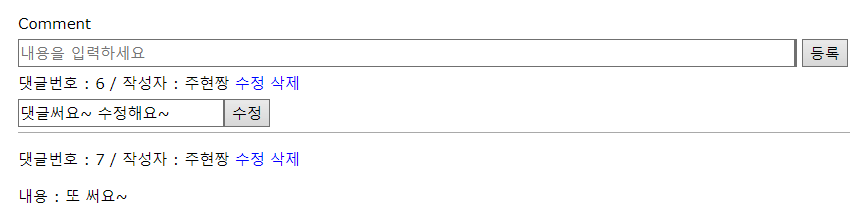 Comment
내용을 입력하세요 등록
댓글번호 : 6 / 작성자 : 주현짱 수정 삭제
댓글써요~ 수정해요~ 수정
댓글번호 : 7 / 작성자 : 주현짱 수정 삭제
내용 : 또 써요~